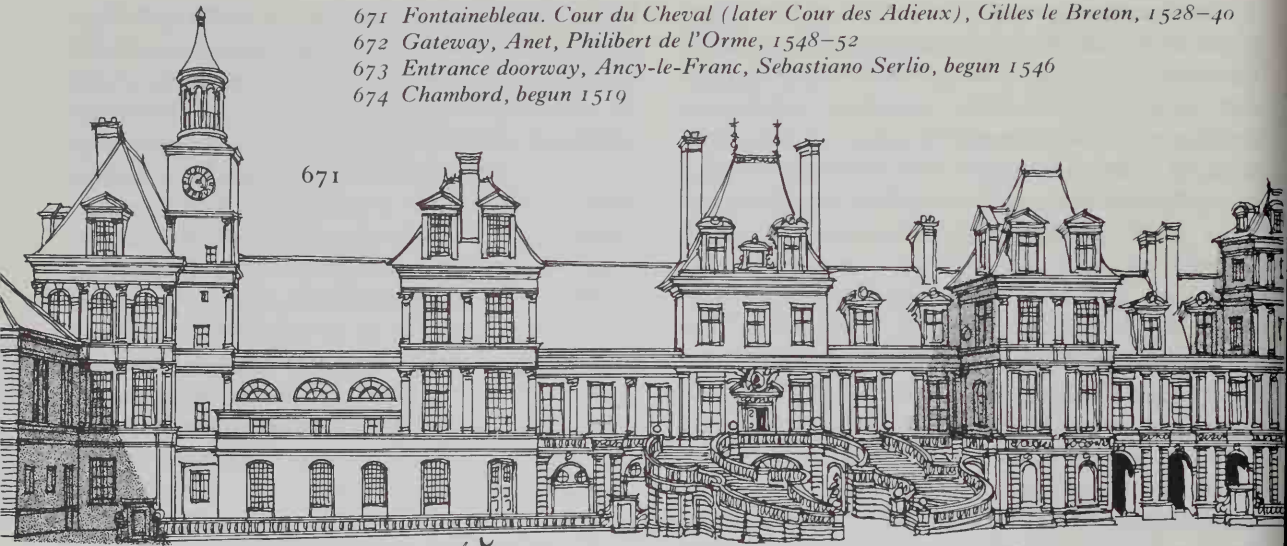 671 Fontainebleau. Cour du Cheval (later Cour des Adieux), Gilles le Breton, 1528–40
672 Gateway, Anet, Philibert de l'Orme, 1548–52
673 Entrance doorway, Ancy-le-Franc, Sebastiano Serlio, begun 1546
674 Chambord, begun 1519
671